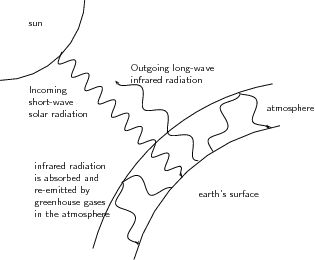 sun
Outgoing long-wave
infrared radiation
Incoming
short-wave
solar radiation
atmosphere
infrared radiation
is absorbed and
re-emitted by
greenhouse gases
in the atmosphere
earth's surface